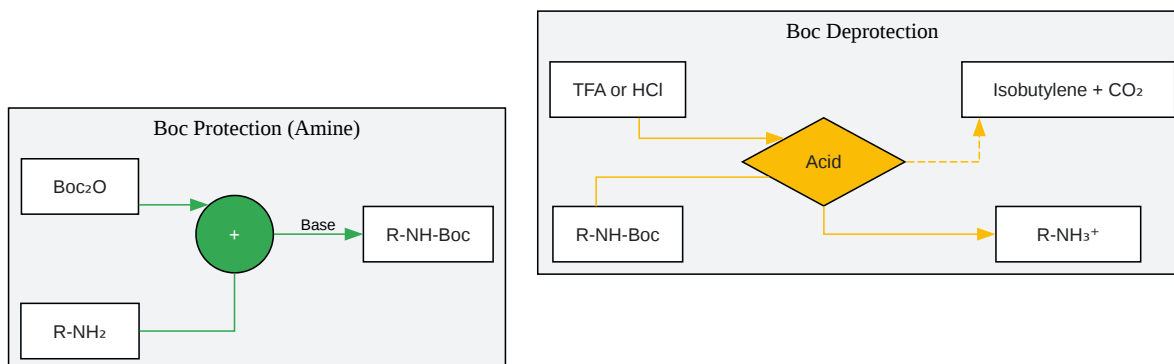 Boc Protection (Amine)
Boc₂O
+
Base
R-NH-Boc
R-NH₂
Boc Deprotection
TFA or HCl
Isobutylene + CO₂
Acid
R-NH-Boc
R-NH₃⁺